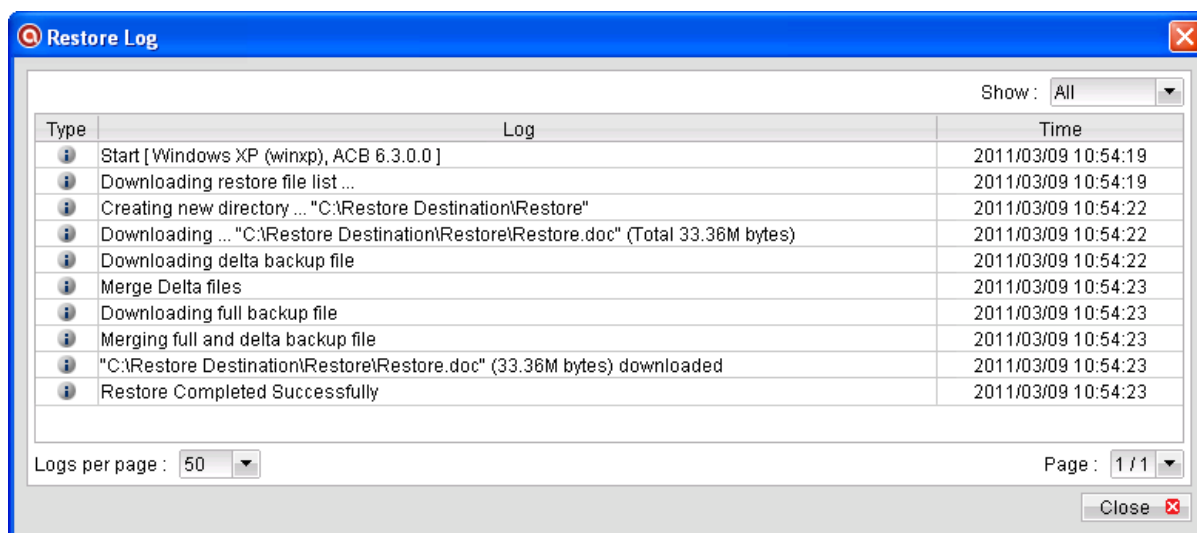 Restore Log
Show : All
Type Log Time
Start [ Windows XP (winxp), ACB 6.3.0.0 ] 2011/03/09 10:54:19
Downloading restore file list ... 2011/03/09 10:54:19
Creating new directory ... "C:\Restore Destination\Restore" 2011/03/09 10:54:22
Downloading ... "C:\Restore Destination\Restore\Restore.doc" (Total 33.36M bytes) 2011/03/09 10:54:22
Downloading delta backup file 2011/03/09 10:54:22
Merge Delta files 2011/03/09 10:54:23
Downloading full backup file 2011/03/09 10:54:23
Merging full and delta backup file 2011/03/09 10:54:23
"C:\Restore Destination\Restore\Restore.doc" (33.36M bytes) downloaded 2011/03/09 10:54:23
Restore Completed Successfully 2011/03/09 10:54:23
Logs per page : 50 Page : 1 / 1
Close